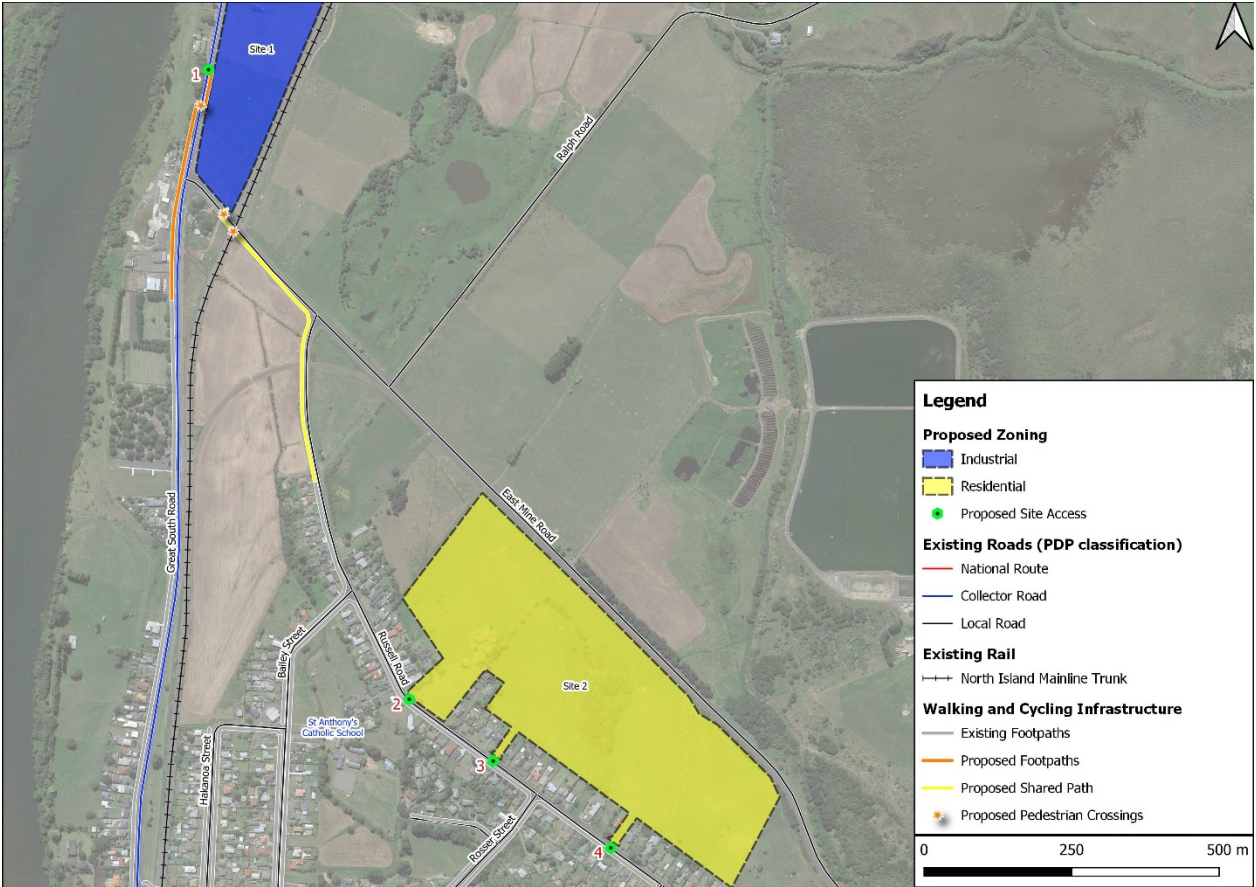 Site 1
1
Ralph Road
Great South Road
East Mine Road
Bailey Street
Russell Road
Site 2
2
St Anthony's
Catholic School
Hakanoa Street
3
Rosser Street
4
Legend
Proposed Zoning
Industrial
Residential
Proposed Site Access
Existing Roads (PDP classification)
National Route
Collector Road
Local Road
Existing Rail
North Island Mainline Trunk
Walking and Cycling Infrastructure
Existing Footpaths
Proposed Footpaths
Proposed Shared Path
Proposed Pedestrian Crossings
0 250 500 m